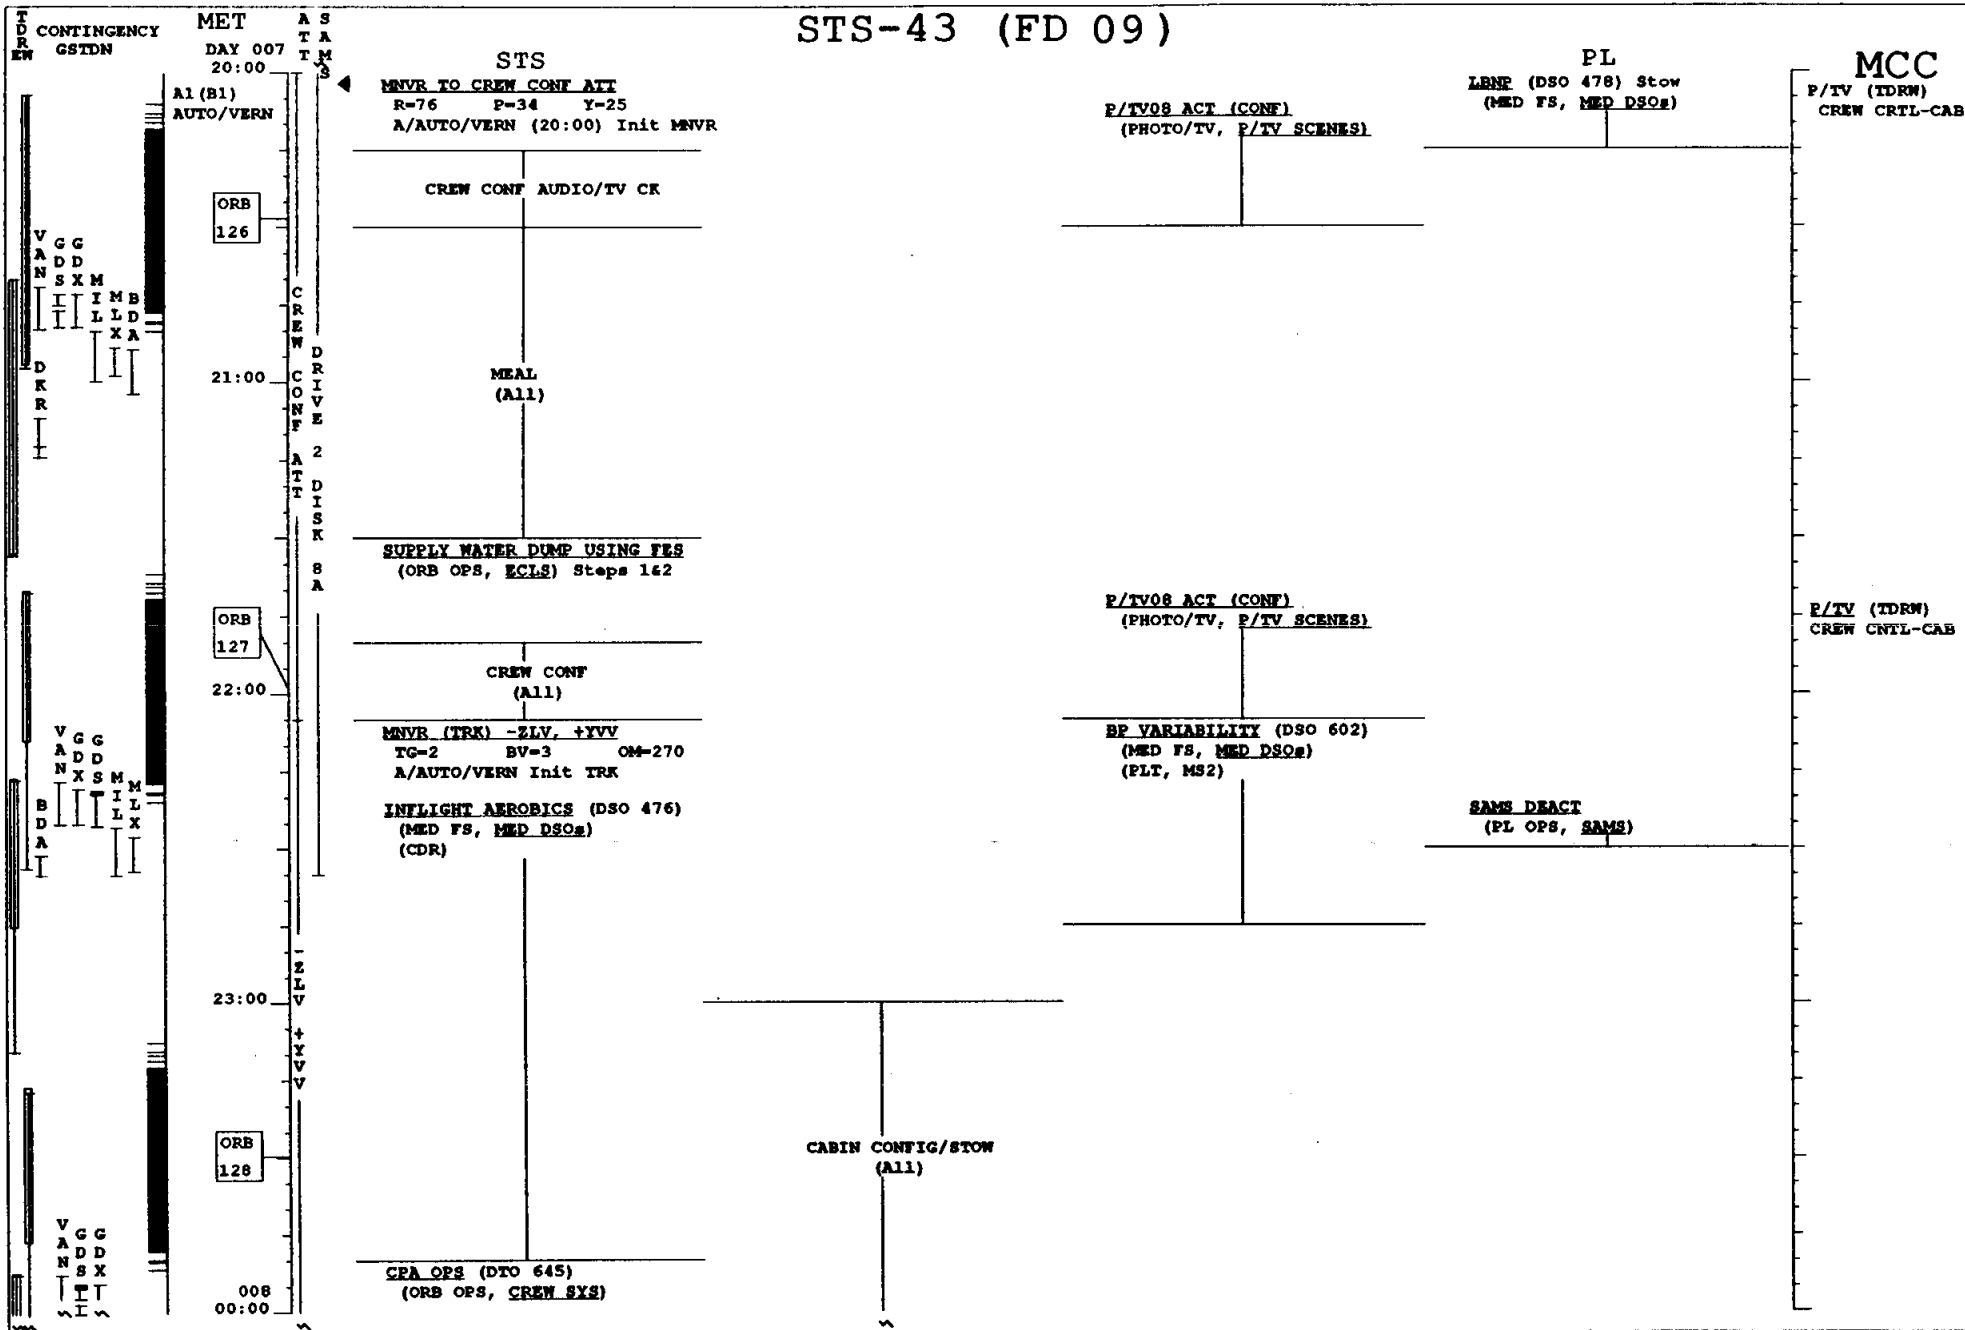 STS-43 (FD 09)
TDREW
CONTINGENCY
GSTDN
MET
DAY 007
ATT
SAMS
STS
PL
MCC
20:00
A1(B1)
AUTO/VERN
MNVR TO CREW CONF ATT
R=76 P=34 Y=25
A/AUTO/VERN (20:00) Init MNVR
P/TV08 ACT (CONF)
(PHOTO/TV, P/TV SCENES)
LBNP (DSO 478) Stow
(MED FS, MED DSOs)
P/TV (TDRW)
CREW CRTL-CAB
CREW CONF AUDIO/TV CK
ORB
126
VAN
GDS
GDX
MIL
MLX
BDA
DKR
CREW CONF ATT
DRIVE 2 DISK 8A
21:00
MEAL
(All)
SUPPLY WATER DUMP USING FES
(ORB OPS, ECLS) Steps 1&2
P/TV08 ACT (CONF)
(PHOTO/TV, P/TV SCENES)
P/TV (TDRW)
CREW CNTL-CAB
ORB
127
CREW CONF
(All)
22:00
MNVR (TRK) -ZLV, +YVV
TG=2 BV=3 OM=270
A/AUTO/VERN Init TRK
BP VARIABILITY (DSO 602)
(MED FS, MED DSOs)
(PLT, MS2)
VAN
GDX
GDS
MIL
MLX
BDA
INFLIGHT AEROBICS (DSO 476)
(MED FS, MED DSOs)
(CDR)
SAMS DEACT
(PL OPS, SAMS)
-ZLV +YVV
23:00
ORB
128
CABIN CONFIG/STOW
(All)
VAN
GDS
GDX
CPA OPS (DTO 645)
(ORB OPS, CREW SYS)
008
00:00